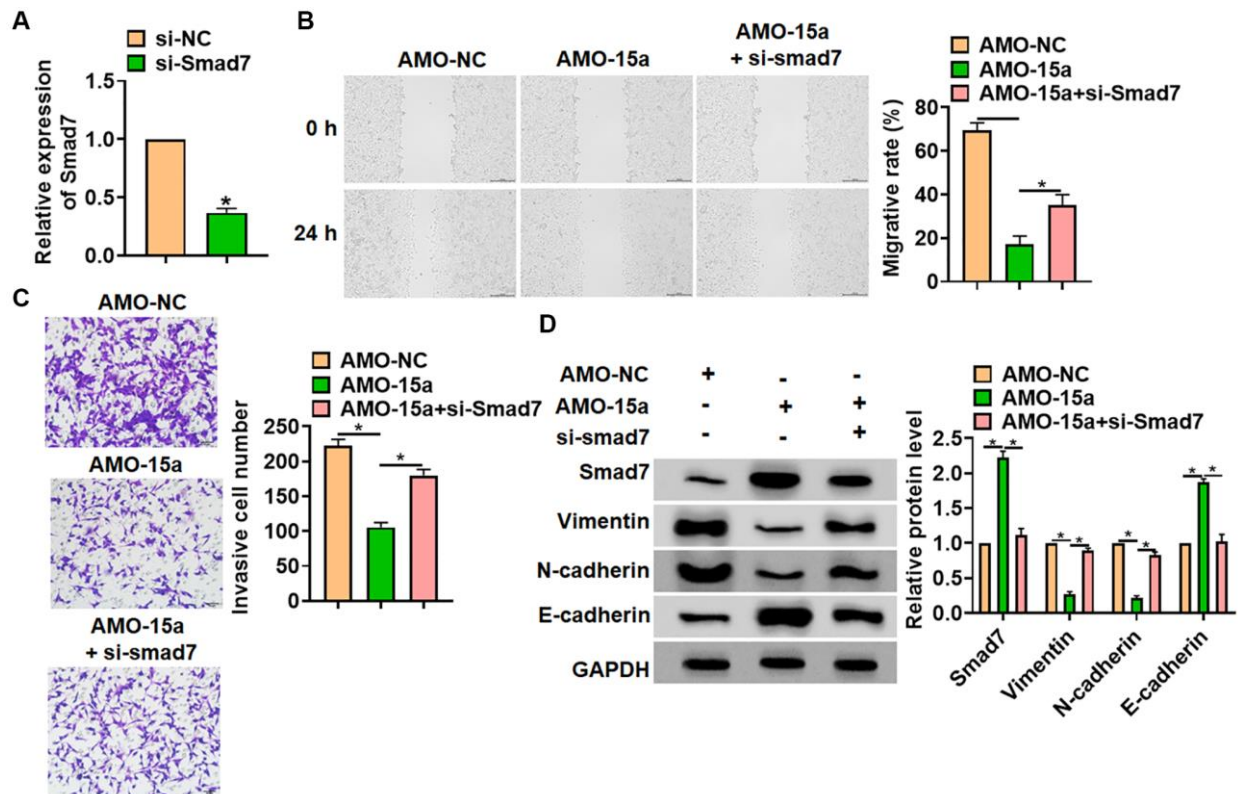 A
si-NC
si-Smad7
Relative expression
of Smad7
1.5
1.0
0.5
0.0
*
B
AMO-NC
AMO-15a
AMO-15a
+ si-smad7
0 h
24 h
AMO-NC
AMO-15a
AMO-15a+si-Smad7
Migrative rate (%)
80
60
40
20
0
*
C
AMO-NC
AMO-15a
AMO-15a
+ si-smad7
AMO-NC
AMO-15a
AMO-15a+si-Smad7
Invasive cell number
250
200
150
100
50
0
*
*
D
AMO-NC + - -
AMO-15a - + +
si-smad7 - - +
Smad7
Vimentin
N-cadherin
E-cadherin
GAPDH
AMO-NC
AMO-15a
AMO-15a+si-Smad7
Relative protein level
2.5
2.0
1.5
1.0
0.5
0.0
* * * * * * * *
Smad7
Vimentin
N-cadherin
E-cadherin